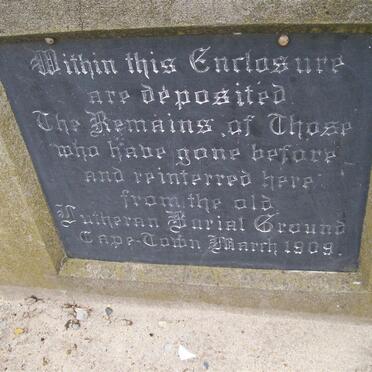 Within this Enclosure
are deposited
The Remains of Those
who have gone before
and reinterred here
from the old
Lutheran Burial Ground
Cape-Town March 1909.